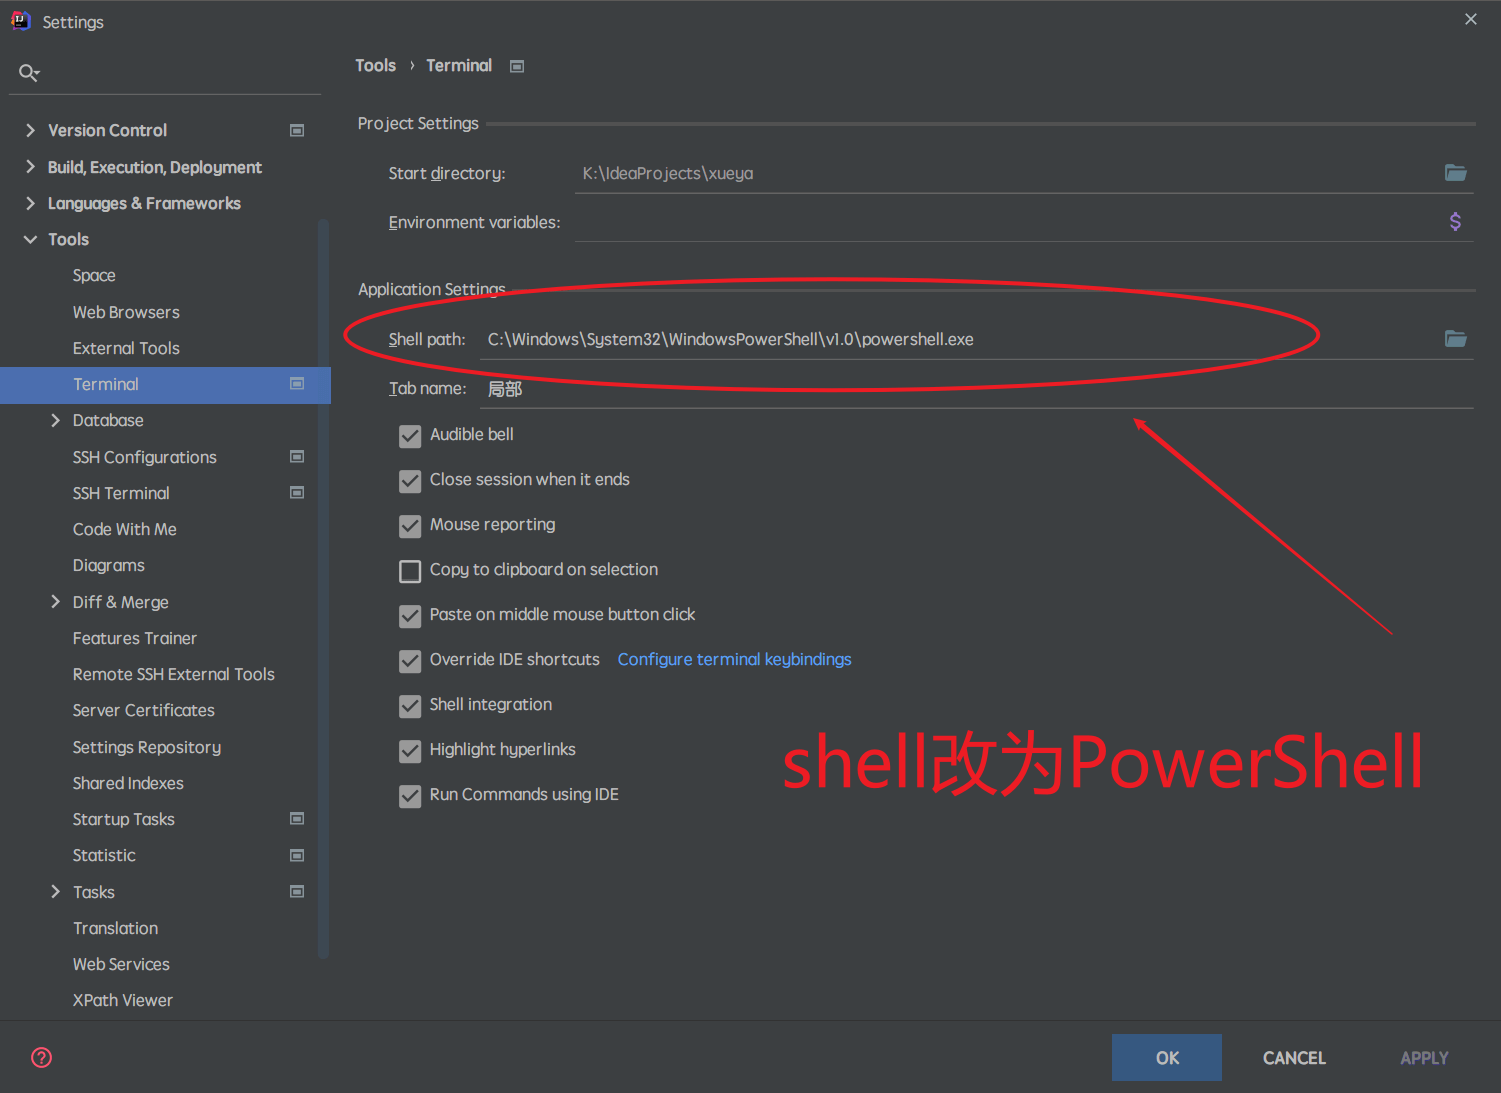 Settings
Version Control
Build, Execution, Deployment
Languages & Frameworks
Tools
Space
Web Browsers
External Tools
Terminal
Database
SSH Configurations
SSH Terminal
Code With Me
Diagrams
Diff & Merge
Features Trainer
Remote SSH External Tools
Server Certificates
Settings Repository
Shared Indexes
Startup Tasks
Statistic
Tasks
Translation
Web Services
XPath Viewer
Tools › Terminal
Project Settings
Start directory: K:\IdeaProjects\xueya
Environment variables:
Application Settings
Shell path: C:\Windows\System32\WindowsPowerShell\v1.0\powershell.exe
Tab name: 局部
Audible bell
Close session when it ends
Mouse reporting
Copy to clipboard on selection
Paste on middle mouse button click
Override IDE shortcuts Configure terminal keybindings
Shell integration
Highlight hyperlinks
Run Commands using IDE
shell改为PowerShell
OK CANCEL APPLY